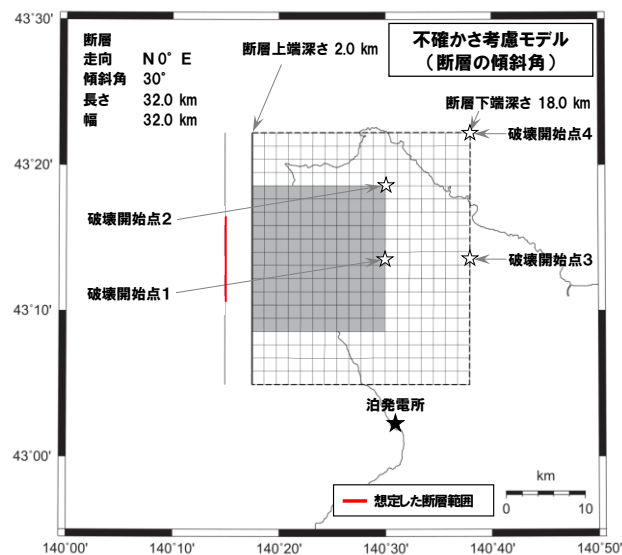 43°30'
断層
走向 N 0° E
傾斜角 30°
長さ 32.0 km
幅 32.0 km
断層上端深さ 2.0 km
不確かさ考慮モデル
（断層の傾斜角）
断層下端深さ 18.0 km
破壊開始点4
43°20'
破壊開始点2
破壊開始点3
破壊開始点1
43°10'
泊発電所
43°00'
km
0 10
想定した断層範囲
140°00' 140°10' 140°20' 140°30' 140°40' 140°50'